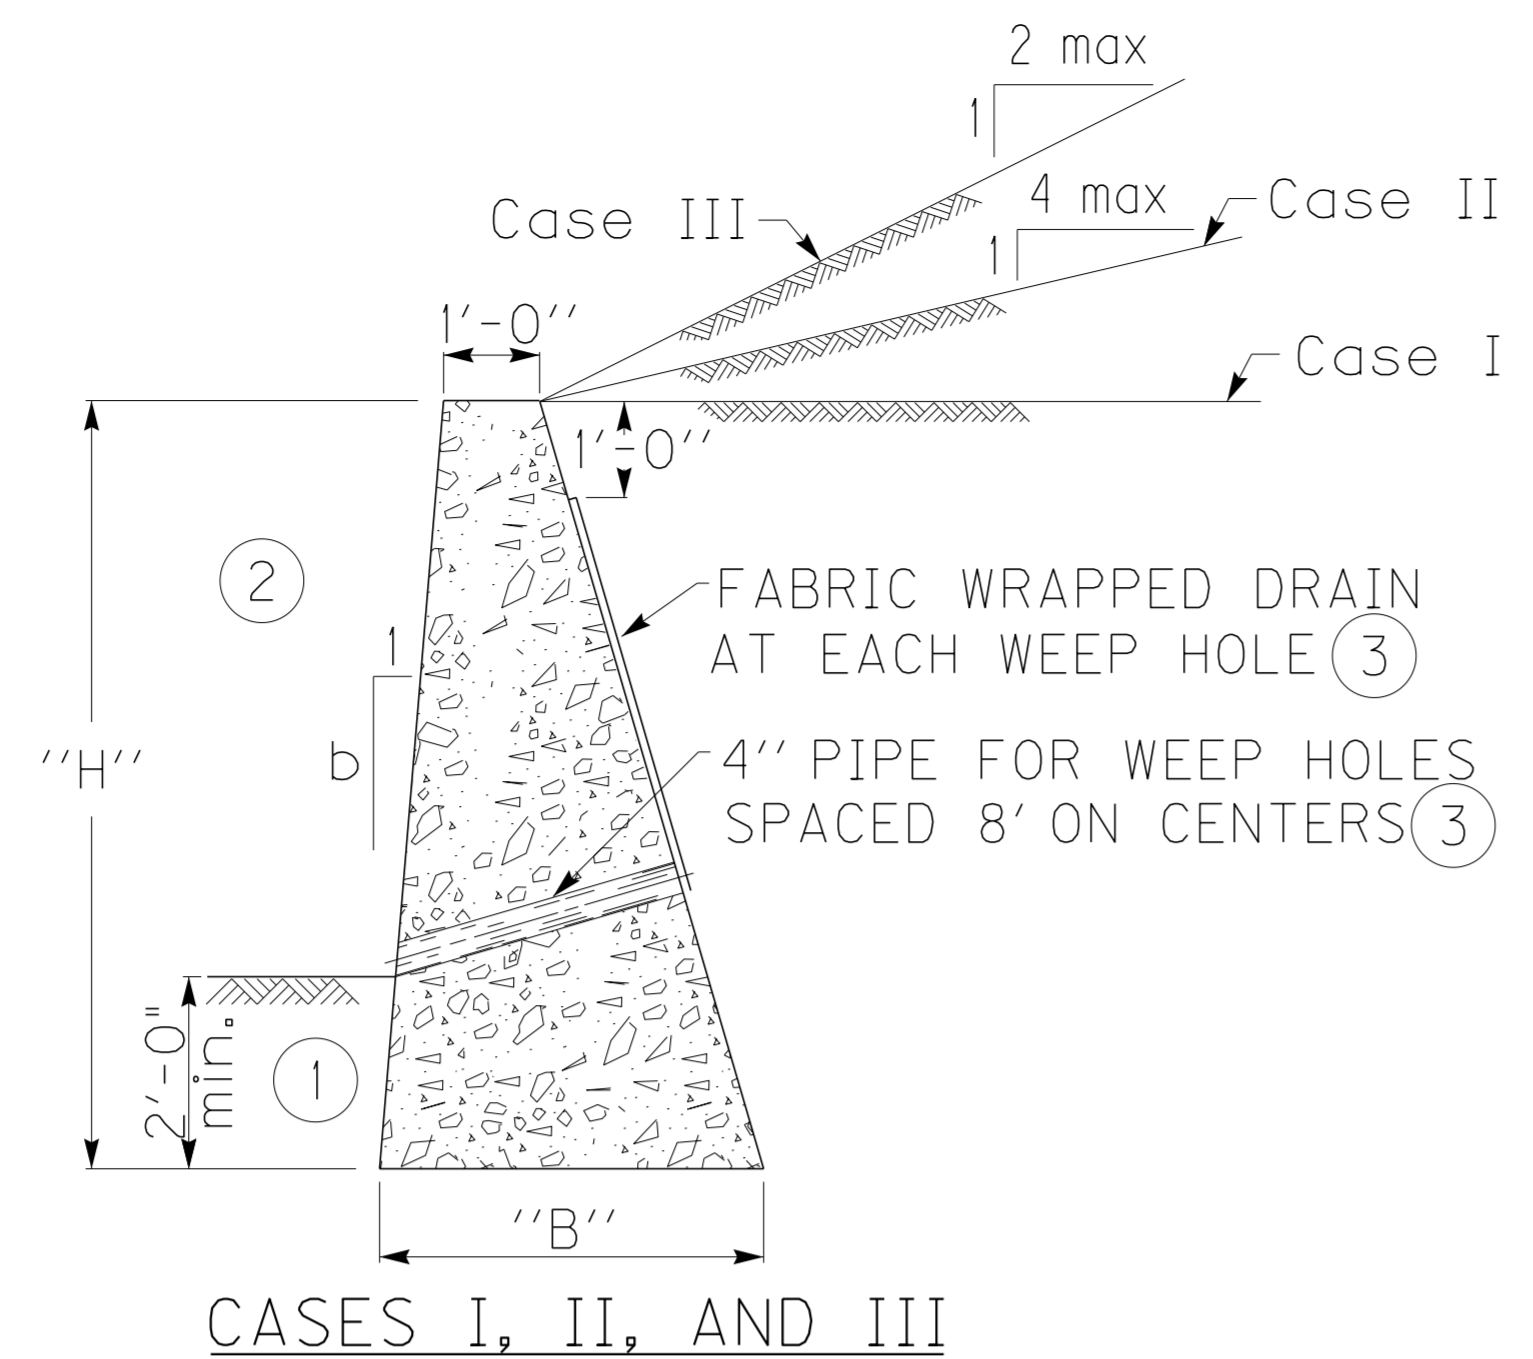 2 max
1
4 max
1
Case III
Case II
1'-0''
Case I
1'-0''
2
FABRIC WRAPPED DRAIN
AT EACH WEEP HOLE 3
1
b
''H''
4'' PIPE FOR WEEP HOLES
SPACED 8' ON CENTERS 3
2'-0"
min.
1
''B''
CASES I, II, AND III